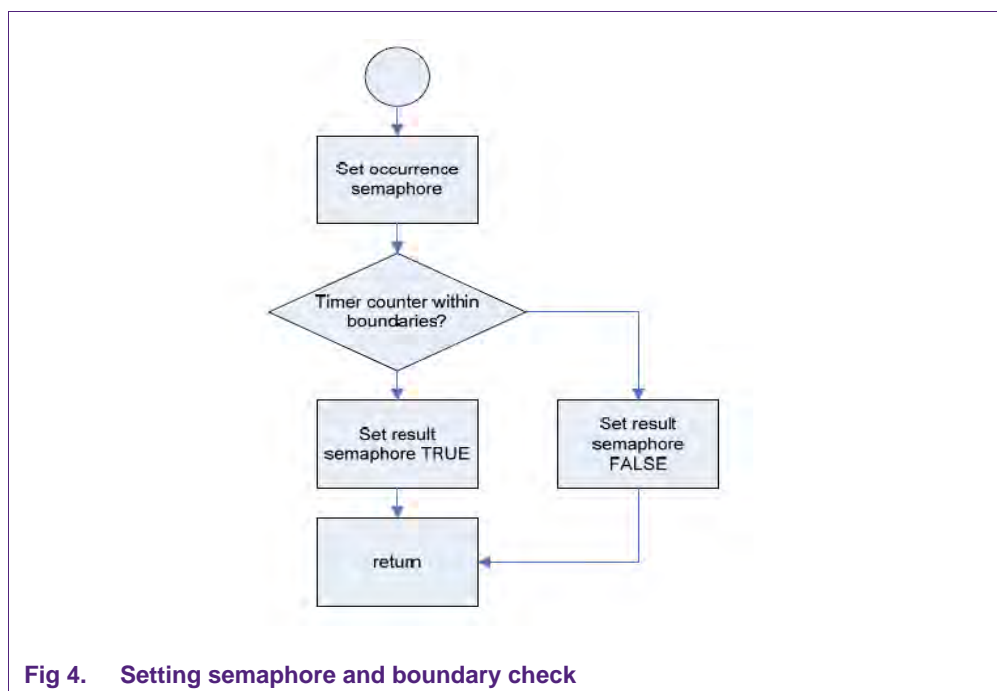 Set occurrence
semaphore
Timer counter within
boundaries?
Set result
semaphore TRUE
Set result
semaphore
FALSE
return
Fig 4. Setting semaphore and boundary check